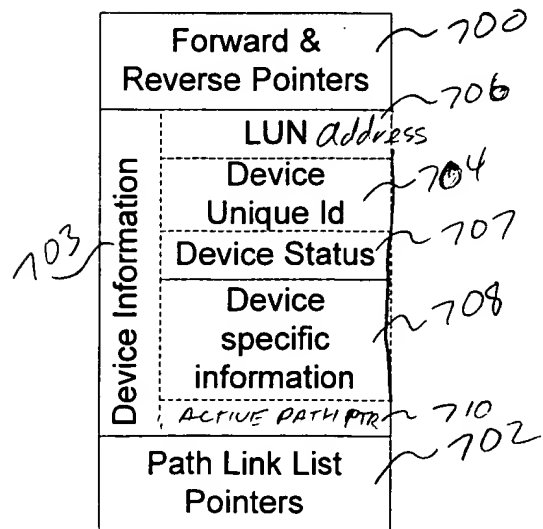 Forward &
Reverse Pointers
700
706
LUN address
Device
Unique Id
704
Device Status
707
703
Device Information
Device
specific
information
708
ACTIVE PATH PTR
710
702
Path Link List
Pointers